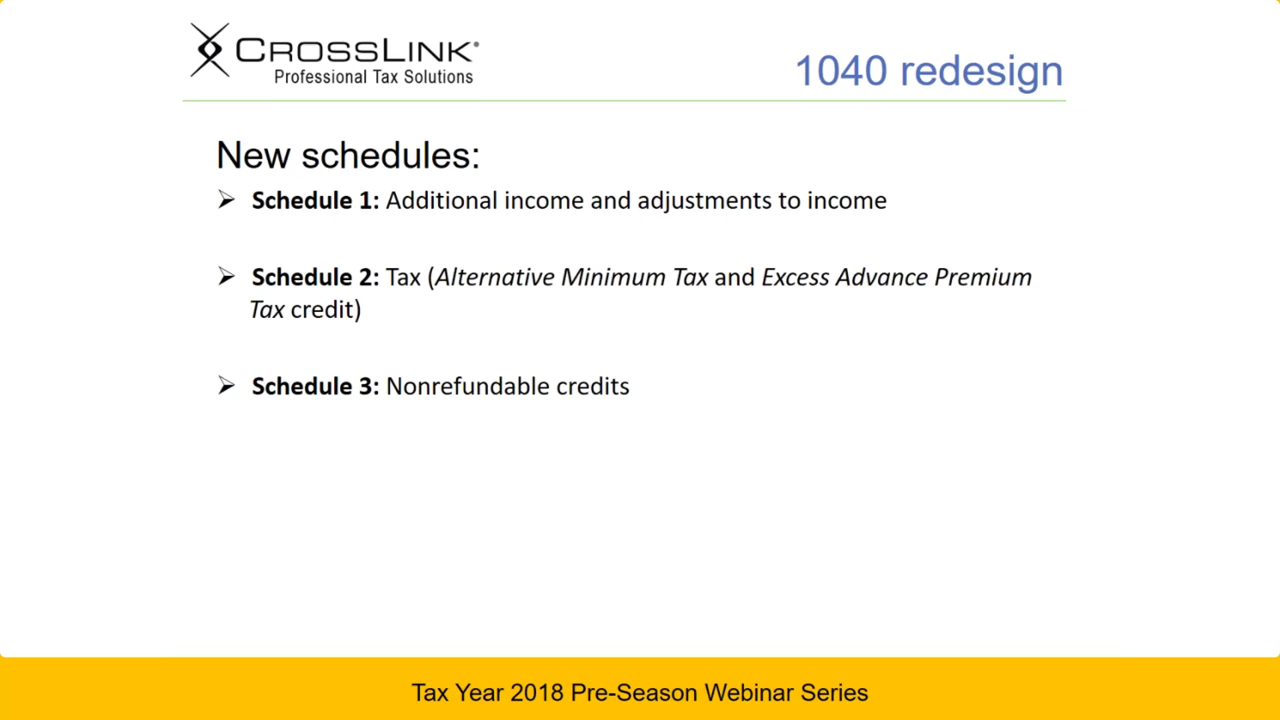 CROSSLINK®
Professional Tax Solutions
1040 redesign
New schedules:
➢ Schedule 1: Additional income and adjustments to income
➢ Schedule 2: Tax (Alternative Minimum Tax and Excess Advance Premium
Tax credit)
➢ Schedule 3: Nonrefundable credits
Tax Year 2018 Pre-Season Webinar Series